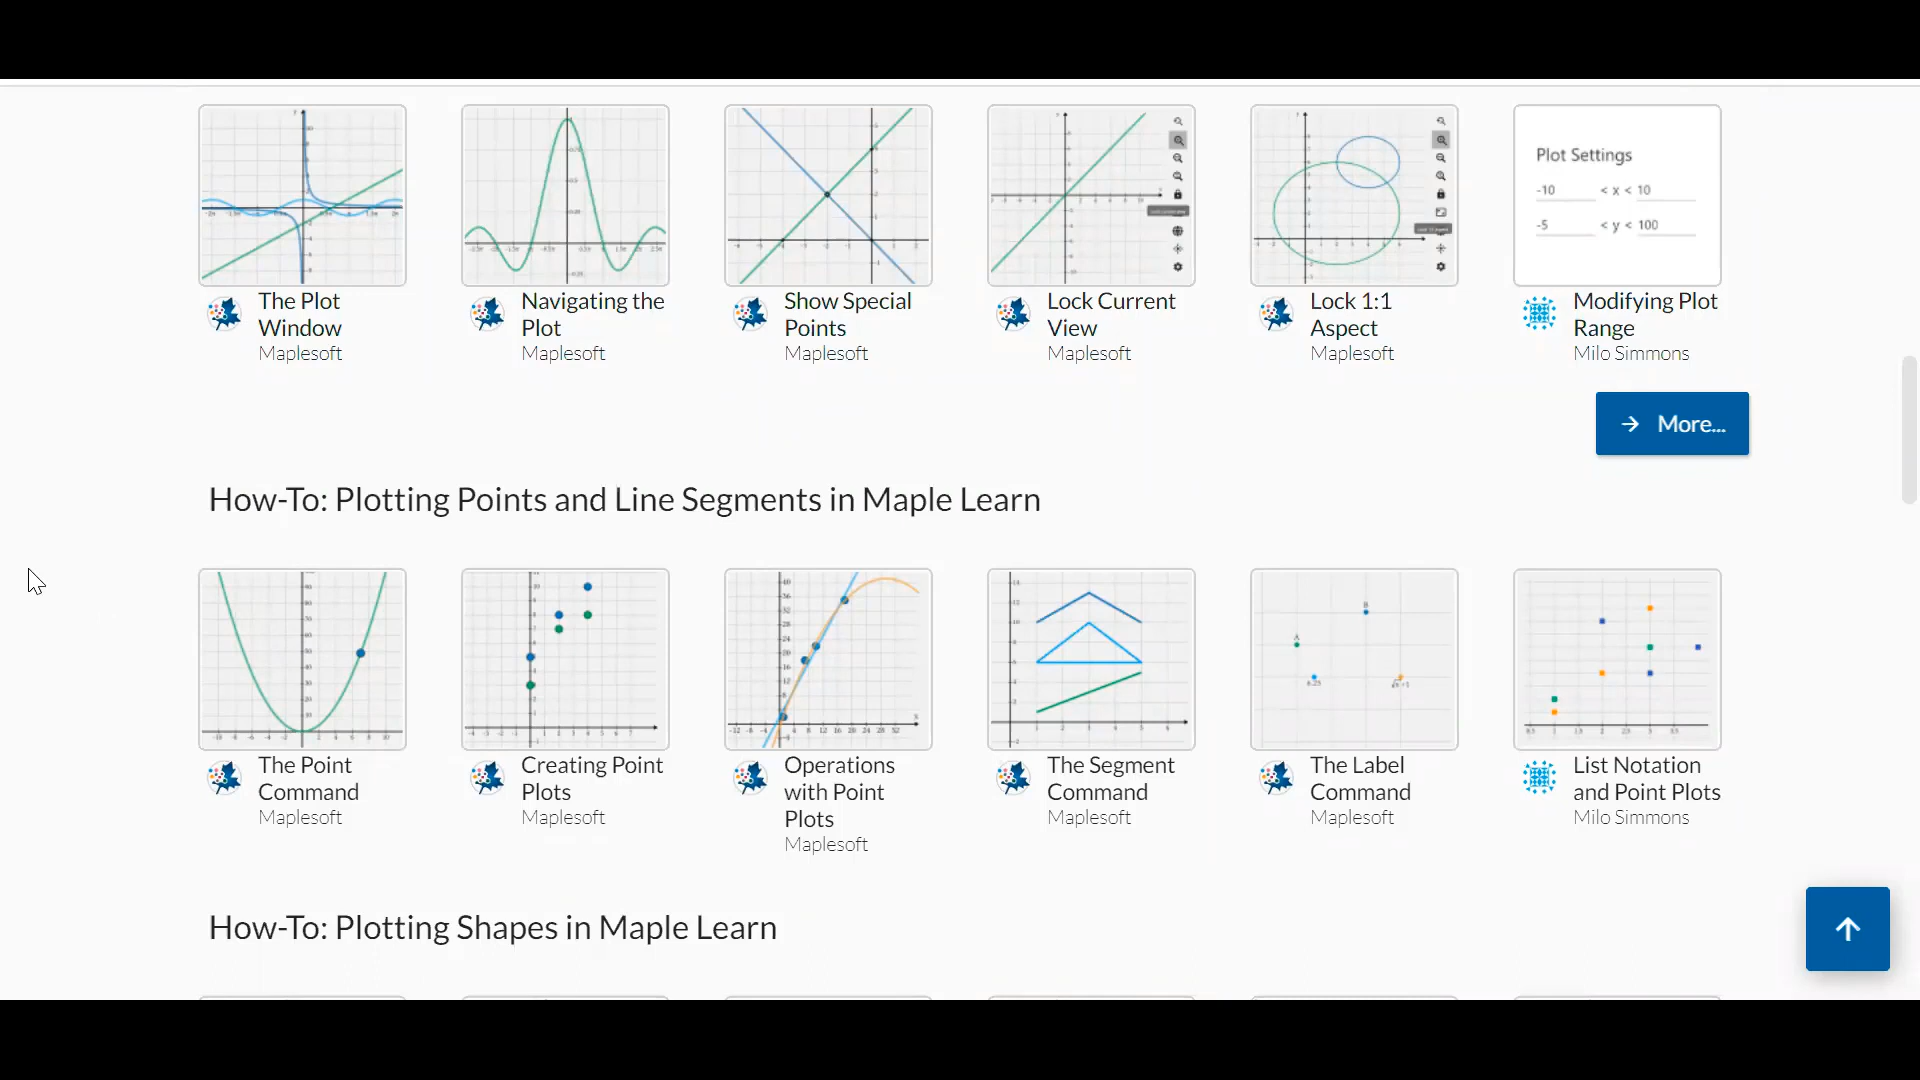 Plot Settings
-10 < x < 10
-5 < y < 100
The Plot Window
Maplesoft
Navigating the Plot
Maplesoft
Show Special Points
Maplesoft
Lock Current View
Maplesoft
Lock 1:1 Aspect
Maplesoft
Modifying Plot Range
Milo Simmons
More...
How-To: Plotting Points and Line Segments in Maple Learn
The Point Command
Maplesoft
Creating Point Plots
Maplesoft
Operations with Point Plots
Maplesoft
The Segment Command
Maplesoft
The Label Command
Maplesoft
List Notation and Point Plots
Milo Simmons
How-To: Plotting Shapes in Maple Learn